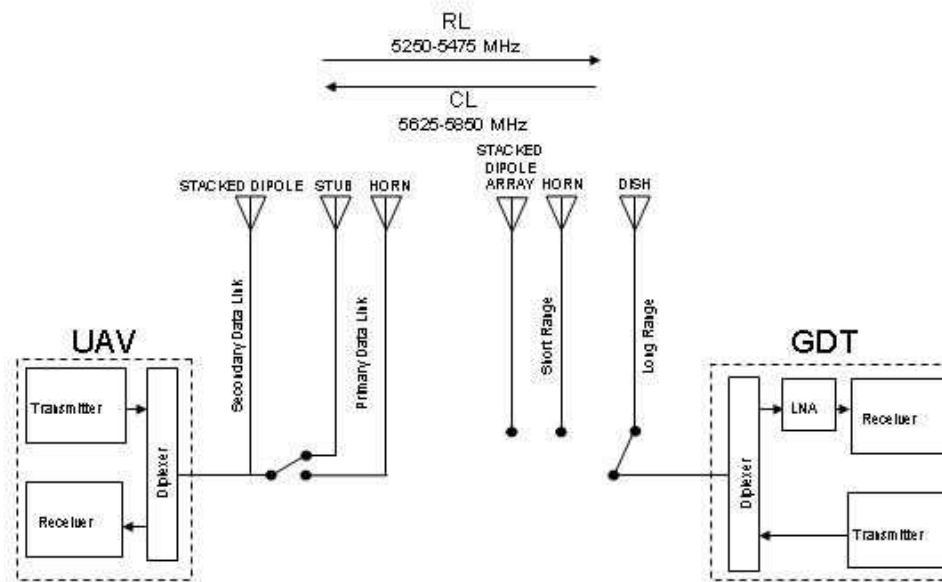 RL
5250-5475 MHz
CL
5625-5850 MHz
STACKED DIPOLE
STUB
HORN
STACKED
DIPOLE
ARRAY
HORN
DISH
Secondary Data Link
Primary Data Link
Short Range
Long Range
UAV
Transmitter
Receiver
Diplexer
GDT
Diplexer
LNA
Receiver
Transmitter